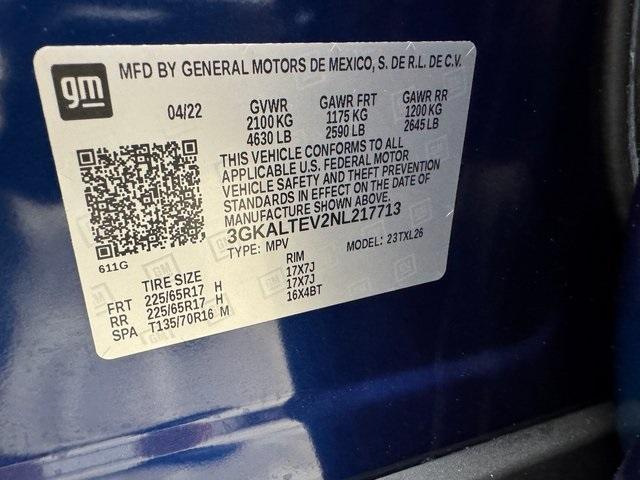 gm
MFD BY GENERAL MOTORS DE MEXICO, S. DE R.L. DE C.V.
04/22 GVWR GAWR FRT GAWR RR
2100 KG 1175 KG 1200 KG
4630 LB 2590 LB 2645 LB
THIS VEHICLE CONFORMS TO ALL
APPLICABLE U.S. FEDERAL MOTOR
VEHICLE SAFETY AND THEFT PREVENTION
STANDARDS IN EFFECT ON THE DATE OF
MANUFACTURE SHOWN ABOVE.
3GKALTEV2NL217713
TYPE: MPV MODEL: 23TXL26
611G
TIRE SIZE RIM
FRT 225/65R17 H 17X7J
RR 225/65R17 H 17X7J
SPA T135/70R16 M 16X4BT